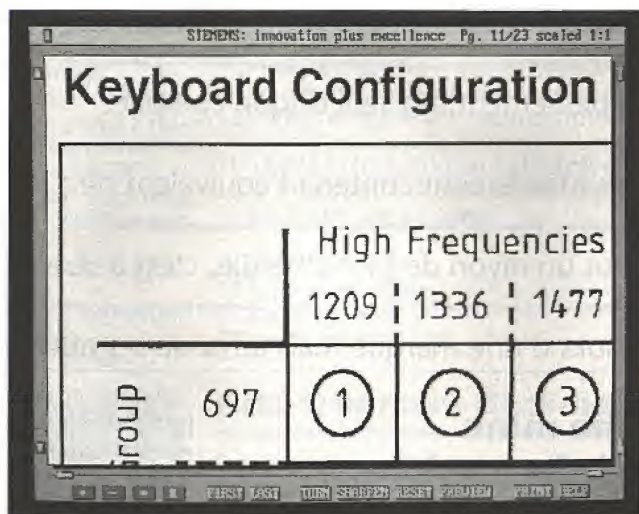 SIEMENS: innovation plus excellence Pg. 11/23 scaled 1:1
Keyboard Configuration
High Frequencies
1209 1336 1477
roup 697 1 2 3
FIRST LAST TURN SHARPEN RESET PREVIEW PRINT HELP